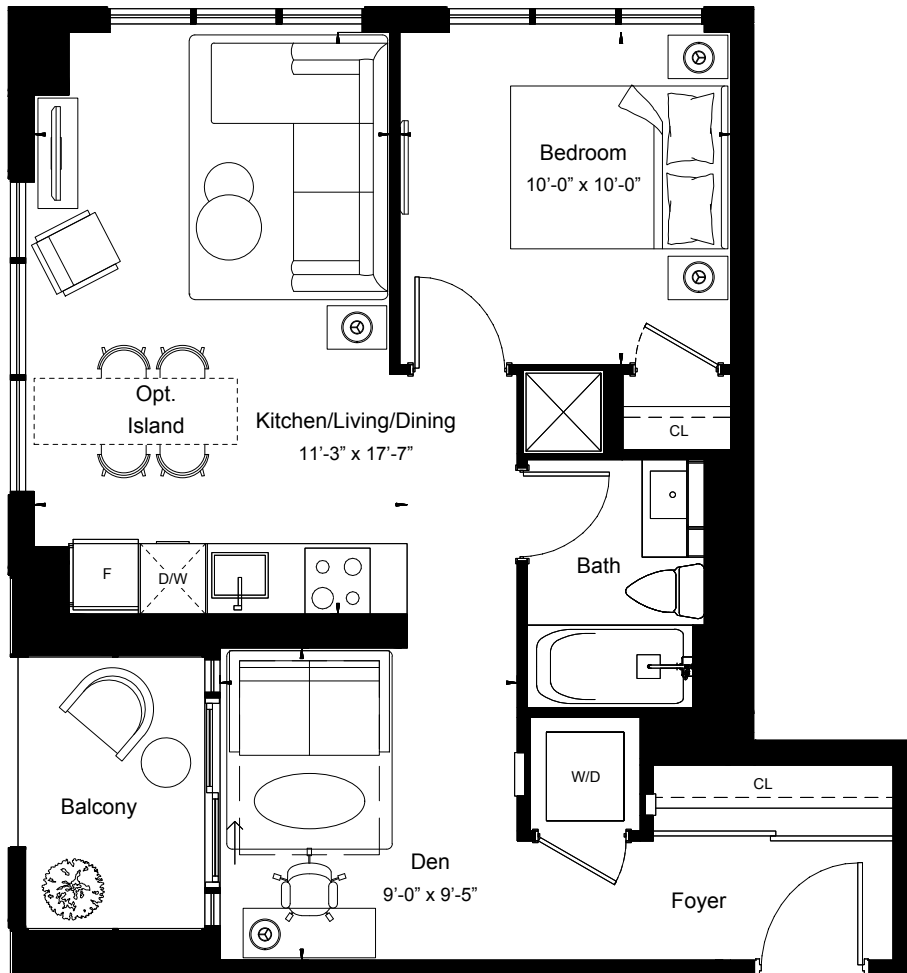 Bedroom
10’-0” x 10’-0”
Opt.
Island
Kitchen/Living/Dining
11’-3” x 17’-7”
CL
F
D/W
Bath
W/D
CL
Balcony
Den
9’-0” x 9’-5”
Foyer